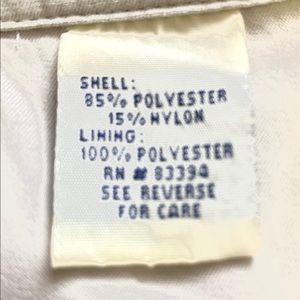 SHELL:
85% POLYESTER
15% NYLON
LINING:
100% POLYESTER
RN # 83394
SEE REVERSE
FOR CARE